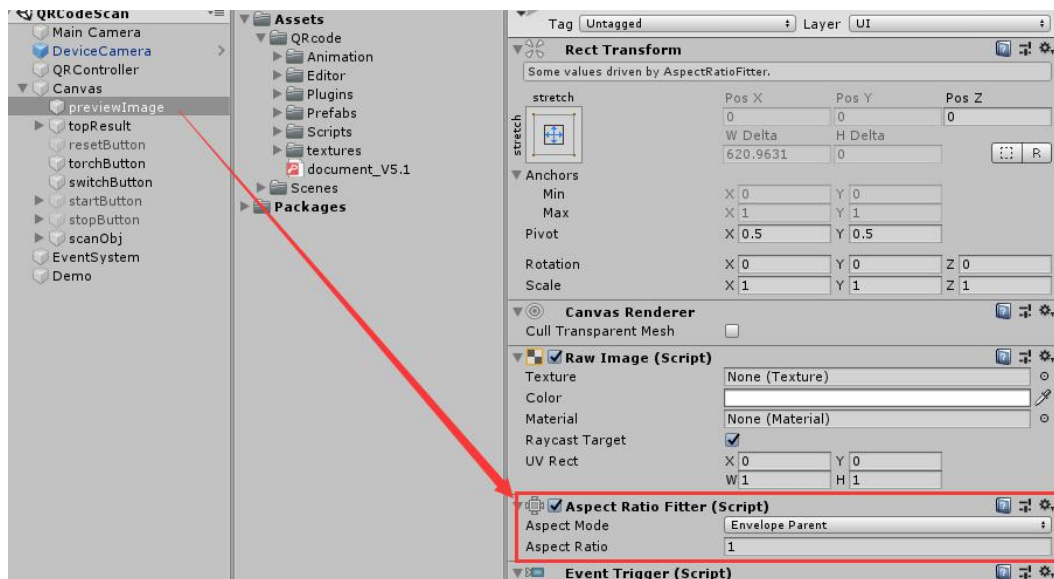 QRCodeScan
Main Camera
DeviceCamera
QRController
Canvas
previewImage
topResult
resetButton
torchButton
switchButton
startButton
stopButton
scanObj
EventSystem
Demo
Assets
QRcode
Animation
Editor
Plugins
Prefabs
Scripts
textures
document_V5.1
Scenes
Packages
Tag Untagged Layer UI
Rect Transform
Some values driven by AspectRatioFitter.
stretch Pos X Pos Y Pos Z
stretch 0 0 0
W Delta H Delta
620.9631 0 R
Anchors
Min X 0 Y 0
Max X 1 Y 1
Pivot X 0.5 Y 0.5
Rotation X 0 Y 0 Z 0
Scale X 1 Y 1 Z 1
Canvas Renderer
Cull Transparent Mesh
Raw Image (Script)
Texture None (Texture)
Color
Material None (Material)
Raycast Target
UV Rect X 0 Y 0
W 1 H 1
Aspect Ratio Fitter (Script)
Aspect Mode Envelope Parent
Aspect Ratio 1
Event Trigger (Script)